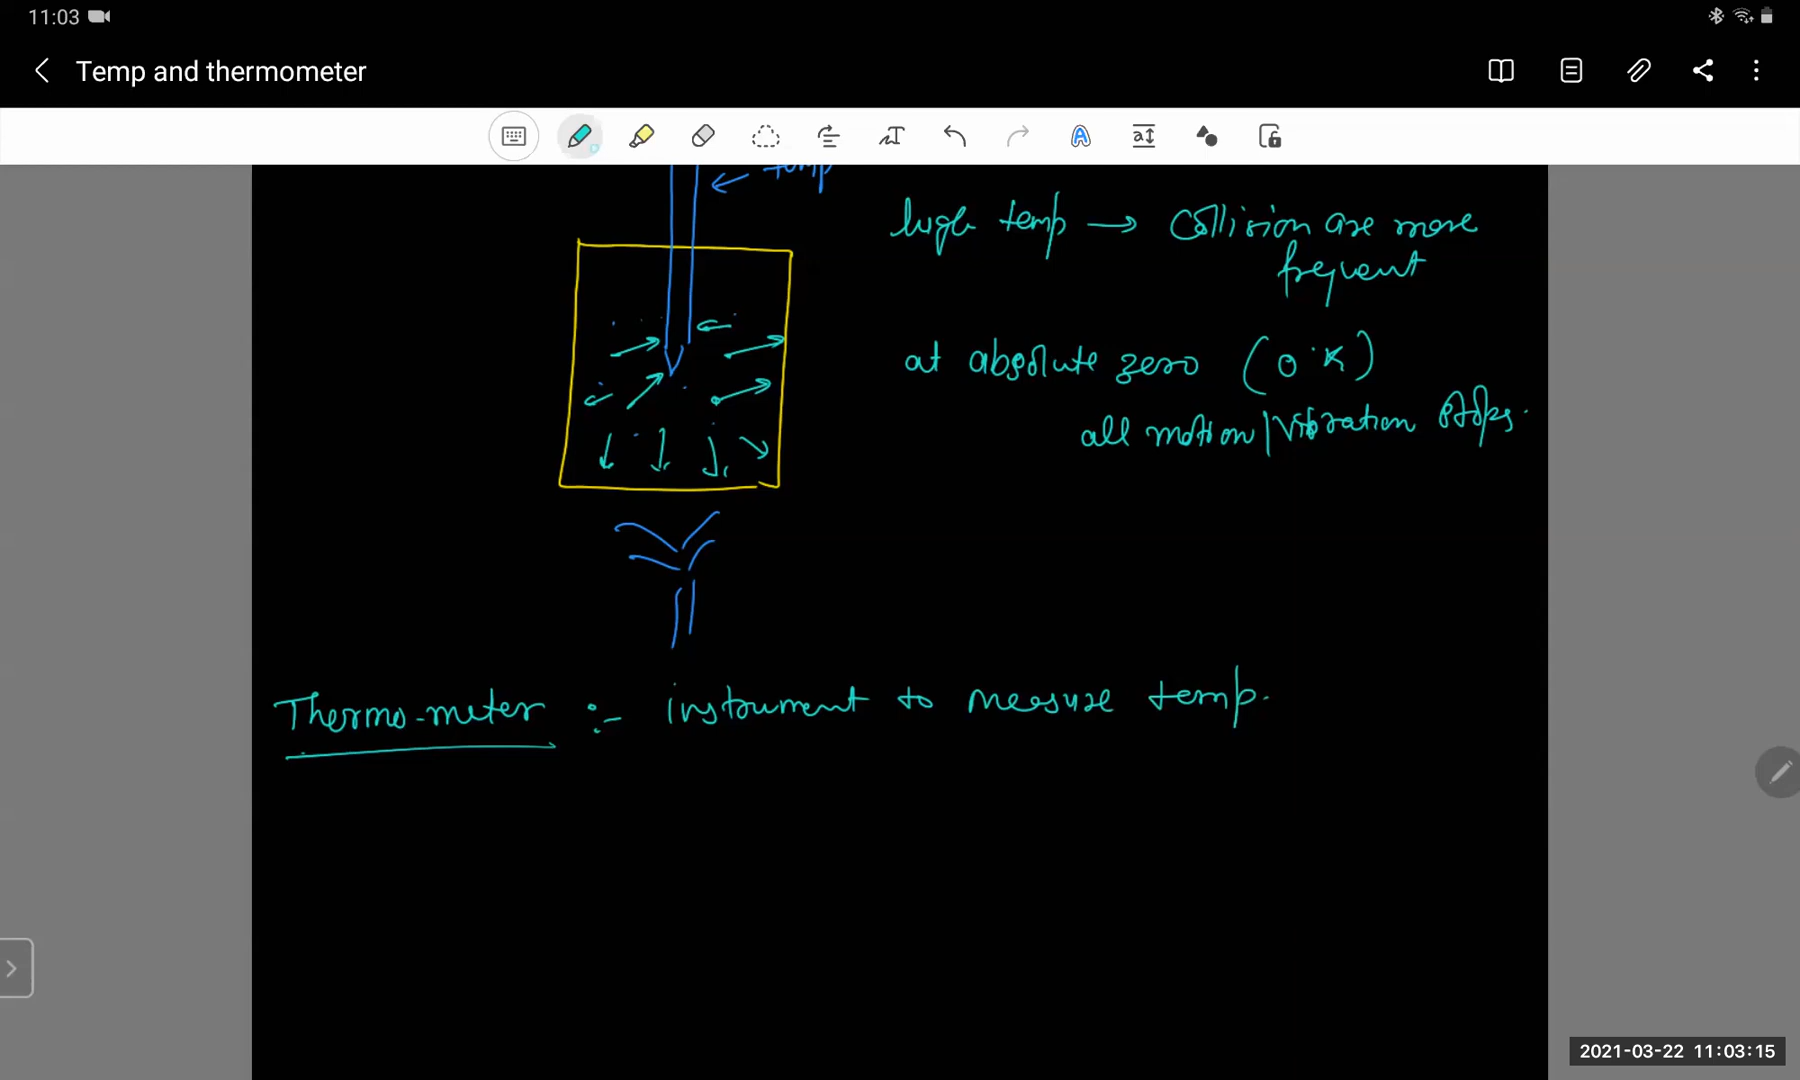 11:03
Temp and thermometer
temp
high temp → Collision are more
frequent
at absolute zero (0 K)
all motion/vibration stops.
Thermo-meter :- instrument to measure temp.
2021-03-22 11:03:15